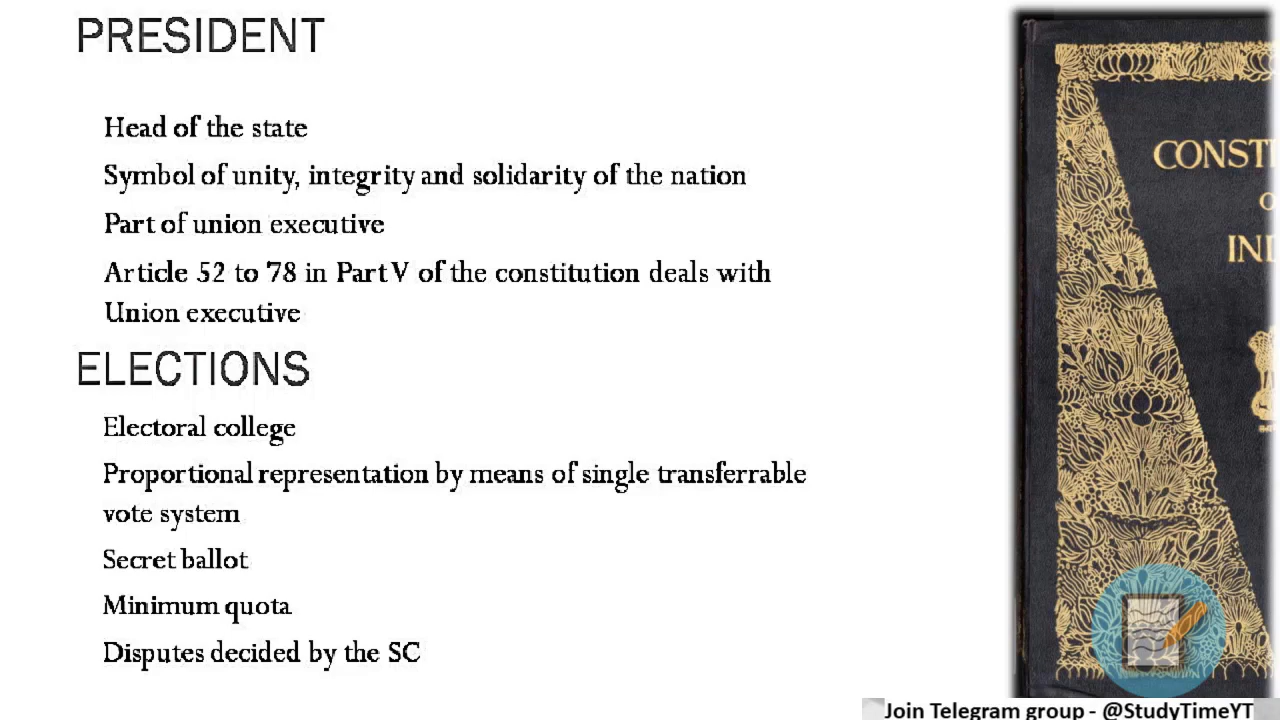 PRESIDENT
Head of the state
Symbol of unity, integrity and solidarity of the nation
Part of union executive
Article 52 to 78 in Part V of the constitution deals with
Union executive
ELECTIONS
Electoral college
Proportional representation by means of single transferrable
vote system
Secret ballot
Minimum quota
Disputes decided by the SC
CONSTI
O
IND
Join Telegram group - @StudyTimeYT